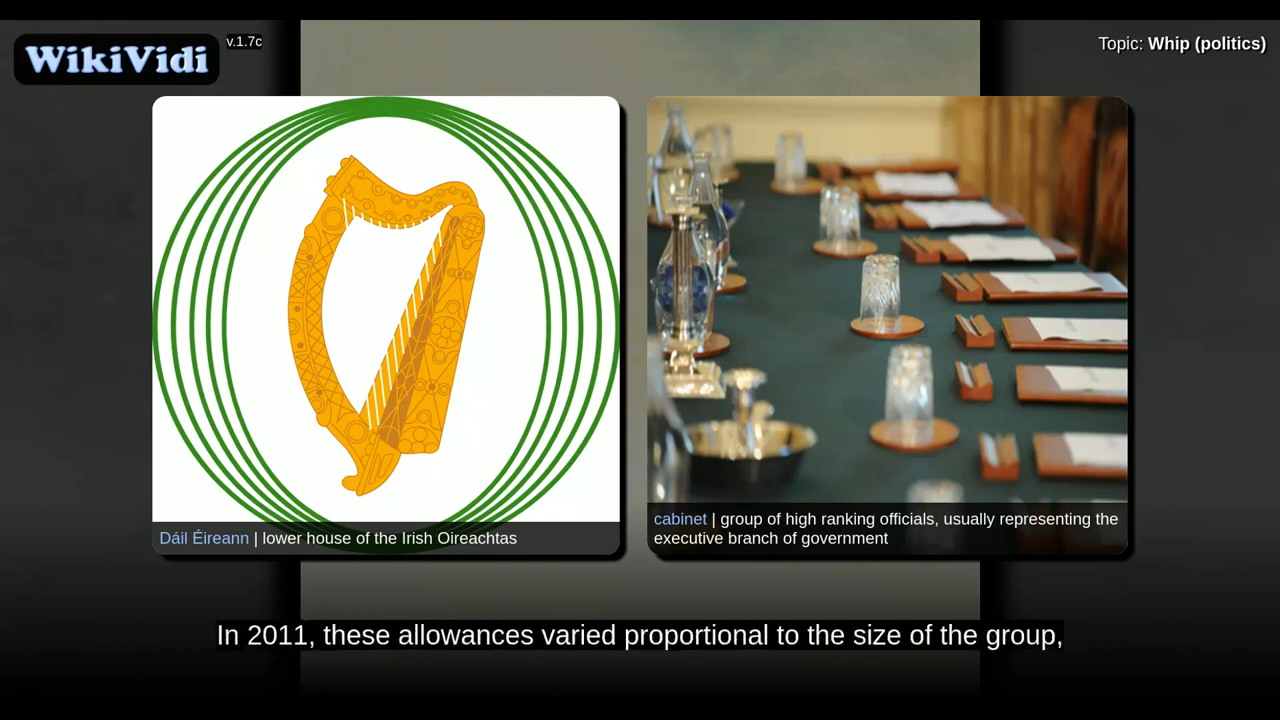 WikiVidi
v.1.7c
Topic: Whip (politics)
Dáil Éireann | lower house of the Irish Oireachtas
cabinet | group of high ranking officials, usually representing the
executive branch of government
In 2011, these allowances varied proportional to the size of the group,